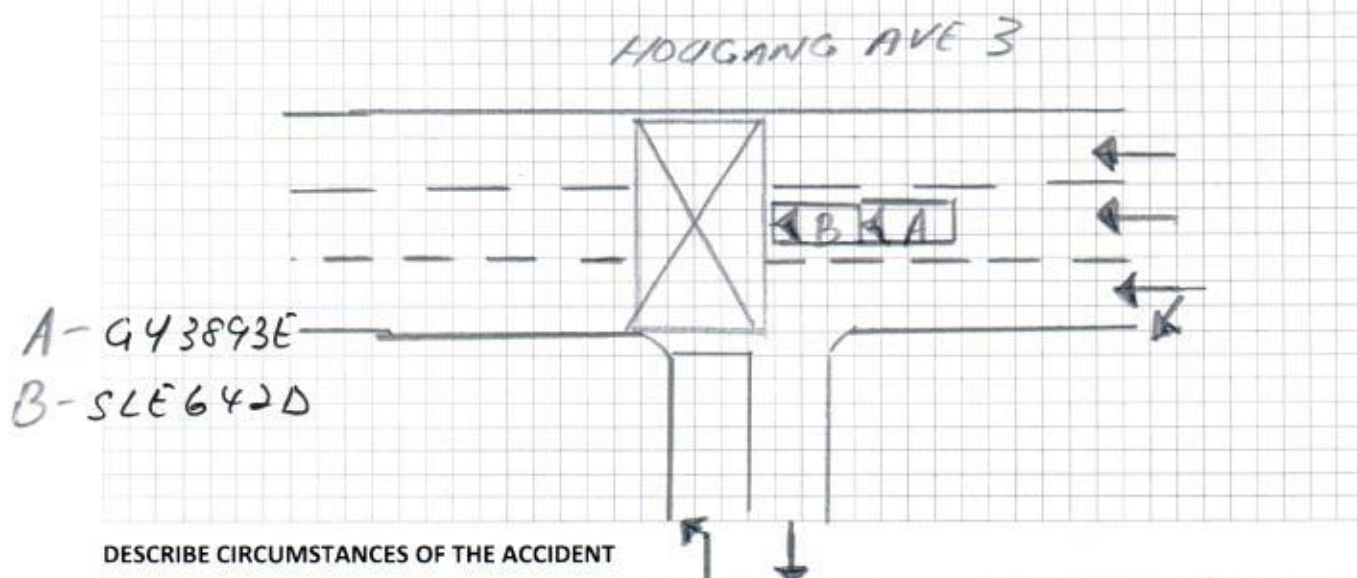 HOUGANG AVE 3
B A
A - GY3893E
B - SLE642D
DESCRIBE CIRCUMSTANCES OF THE ACCIDENT